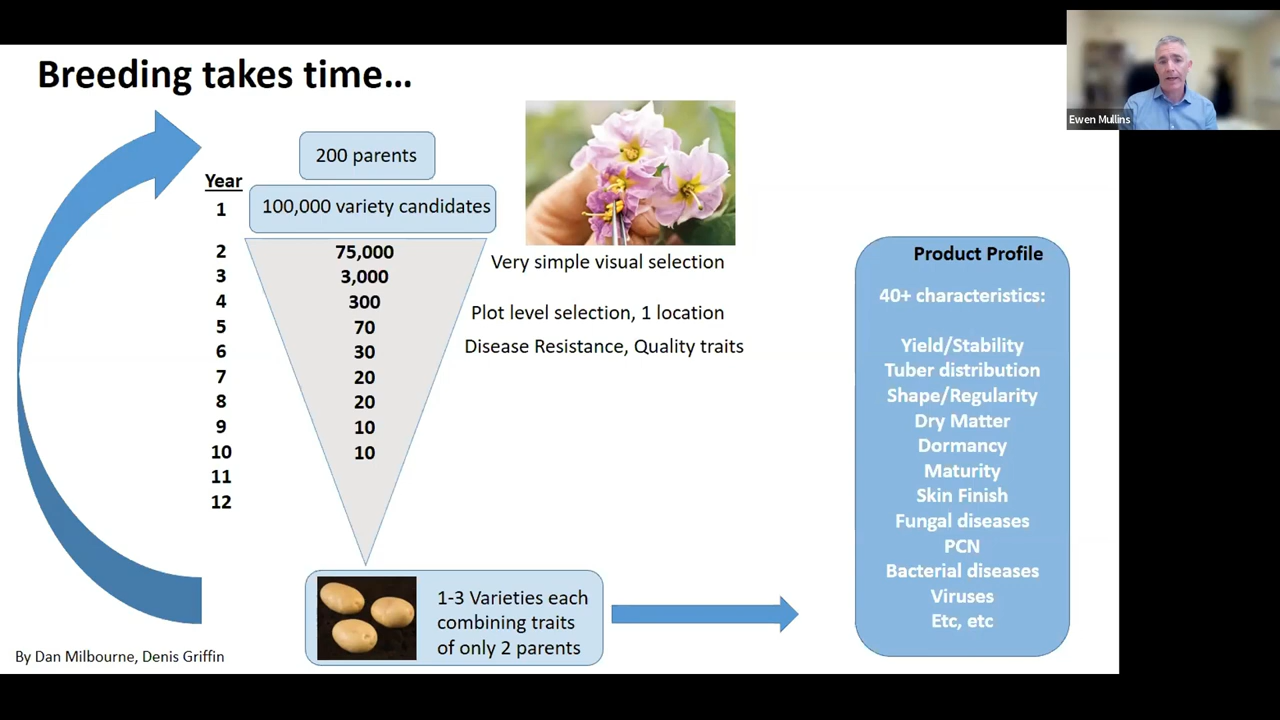 Breeding takes time…
Ewen Mullins
200 parents
Year
1
100,000 variety candidates
2
75,000
3
3,000
4
300
5
70
6
30
7
20
8
20
9
10
10
10
11
12
Very simple visual selection
Plot level selection, 1 location
Disease Resistance, Quality traits
1-3 Varieties each
combining traits
of only 2 parents
Product Profile
40+ characteristics:
Yield/Stability
Tuber distribution
Shape/Regularity
Dry Matter
Dormancy
Maturity
Skin Finish
Fungal diseases
PCN
Bacterial diseases
Viruses
Etc, etc
By Dan Milbourne, Denis Griffin